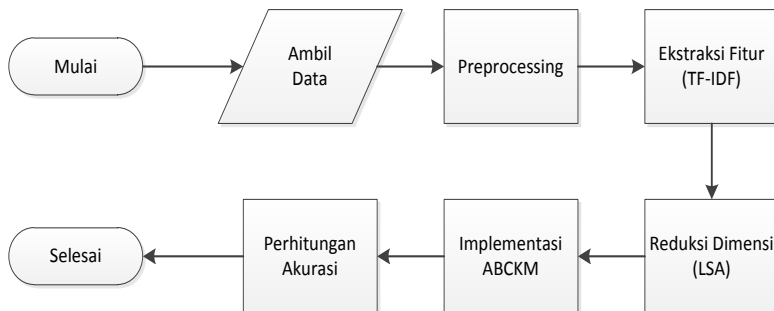 Mulai
Ambil
Data
Preprocessing
Ekstraksi Fitur
(TF-IDF)
Reduksi Dimensi
(LSA)
Implementasi
ABCKM
Perhitungan
Akurasi
Selesai